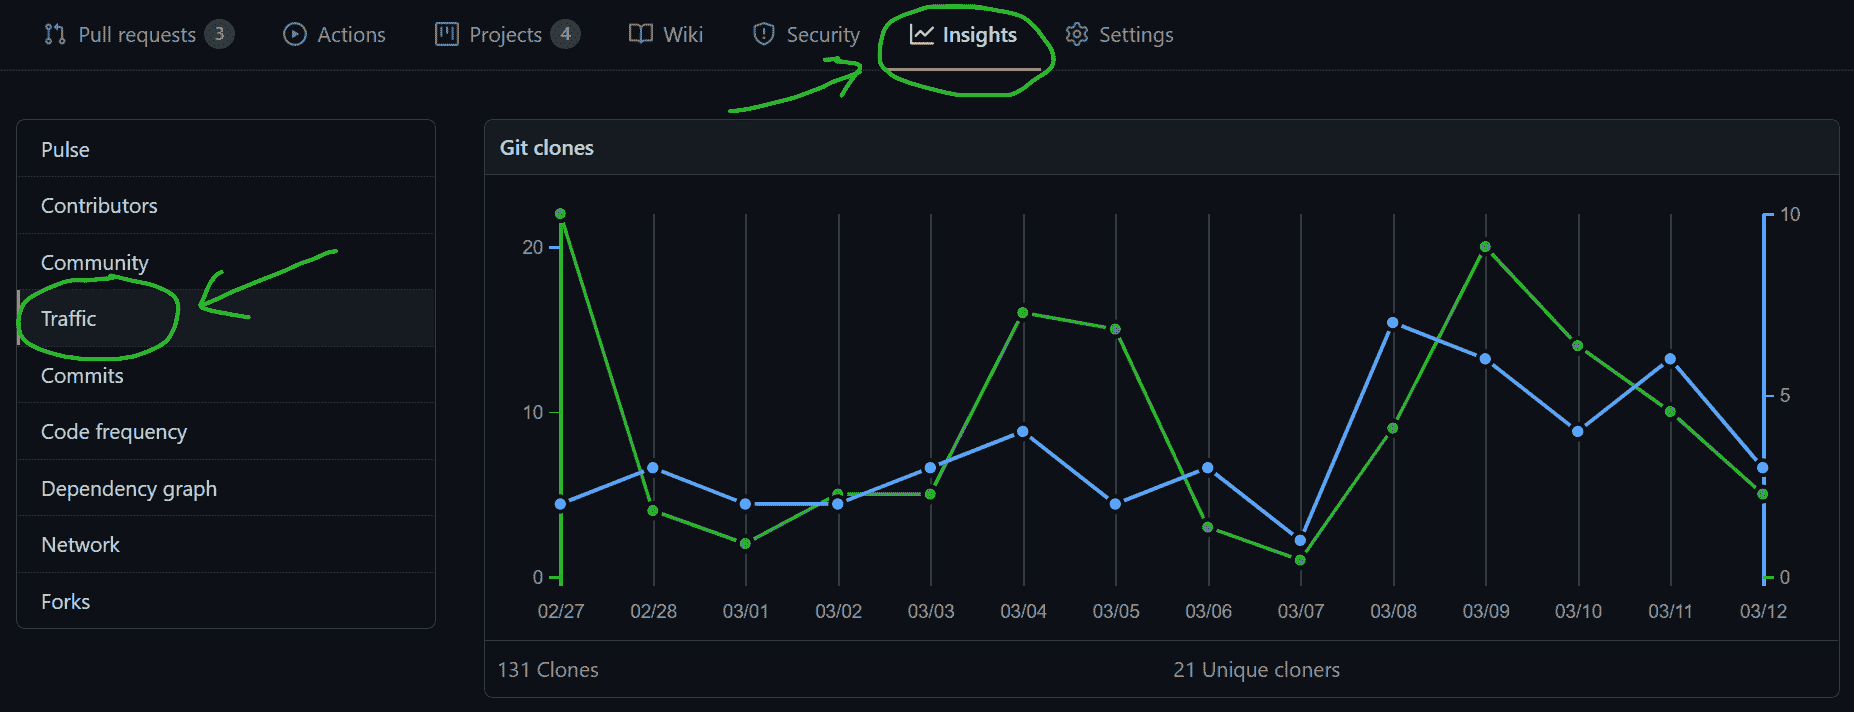 Pull requests 3 Actions Projects 4 Wiki Security Insights Settings
Pulse
Contributors
Community
Traffic
Commits
Code frequency
Dependency graph
Network
Forks
Git clones
20
10
0
10
5
0
02/27 02/28 03/01 03/02 03/03 03/04 03/05 03/06 03/07 03/08 03/09 03/10 03/11 03/12
131 Clones 21 Unique cloners